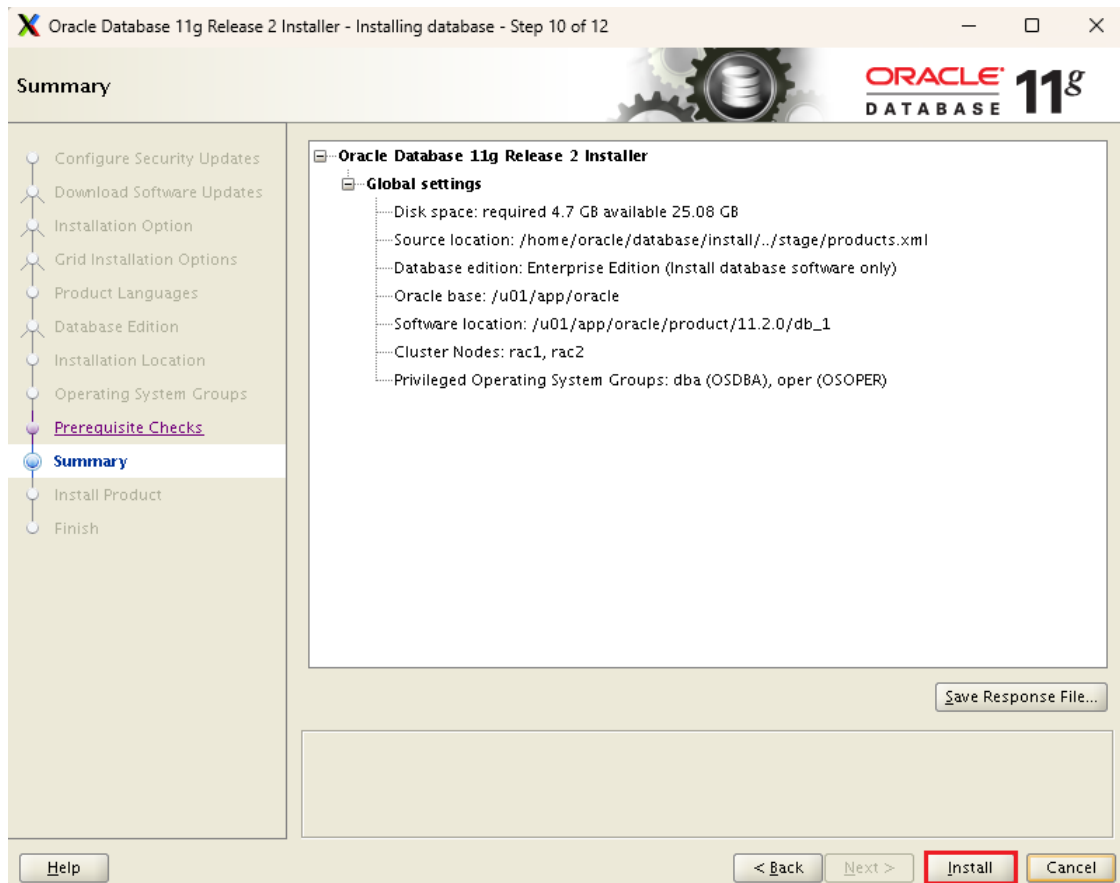 Oracle Database 11g Release 2 Installer - Installing database - Step 10 of 12
Summary
ORACLE 11g
DATABASE
Configure Security Updates
Download Software Updates
Installation Option
Grid Installation Options
Product Languages
Database Edition
Installation Location
Operating System Groups
Prerequisite Checks
Summary
Install Product
Finish
Oracle Database 11g Release 2 Installer
Global settings
Disk space: required 4.7 GB available 25.08 GB
Source location: /home/oracle/database/install/../stage/products.xml
Database edition: Enterprise Edition (Install database software only)
Oracle base: /u01/app/oracle
Software location: /u01/app/oracle/product/11.2.0/db_1
Cluster Nodes: rac1, rac2
Privileged Operating System Groups: dba (OSDBA), oper (OSOPER)
Save Response File...
Help
< Back
Next >
Install
Cancel